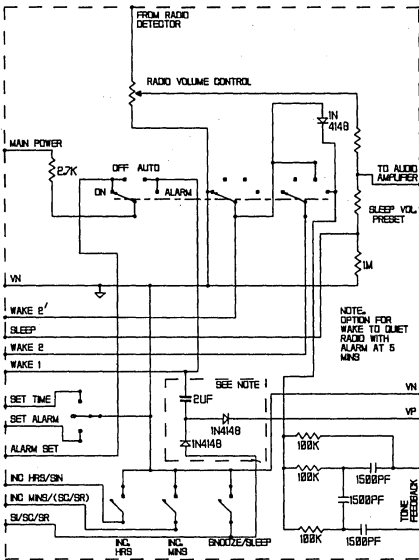 FROM RADIO
DETECTOR
RADIO VOLUME CONTROL
1N
4148
MAIN POWER
2.7K
OFF AUTO
ON
ALARM
TO AUDIO
AMPLIFIER
SLEEP VOL
PRESET
1M
VN
WAKE 2'
SLEEP
WAKE 2
WAKE 1
NOTE.
OPTION FOR
WAKE TO QUIET
RADIO WITH
ALARM AT 5
MINS
SEE NOTE
2UF
1N4148
1N4148
VN
VP
SET TIME
SET ALARM
ALARM SET
100K
100K
1500PF
1500PF
100K
1500PF
TONE
FEEDBACK
INC HRS/SIN
INC MINS/(SC/SR)
SI/SC/SR
INC.
HRS
INC.
MINS
SNOOZE/SLEEP